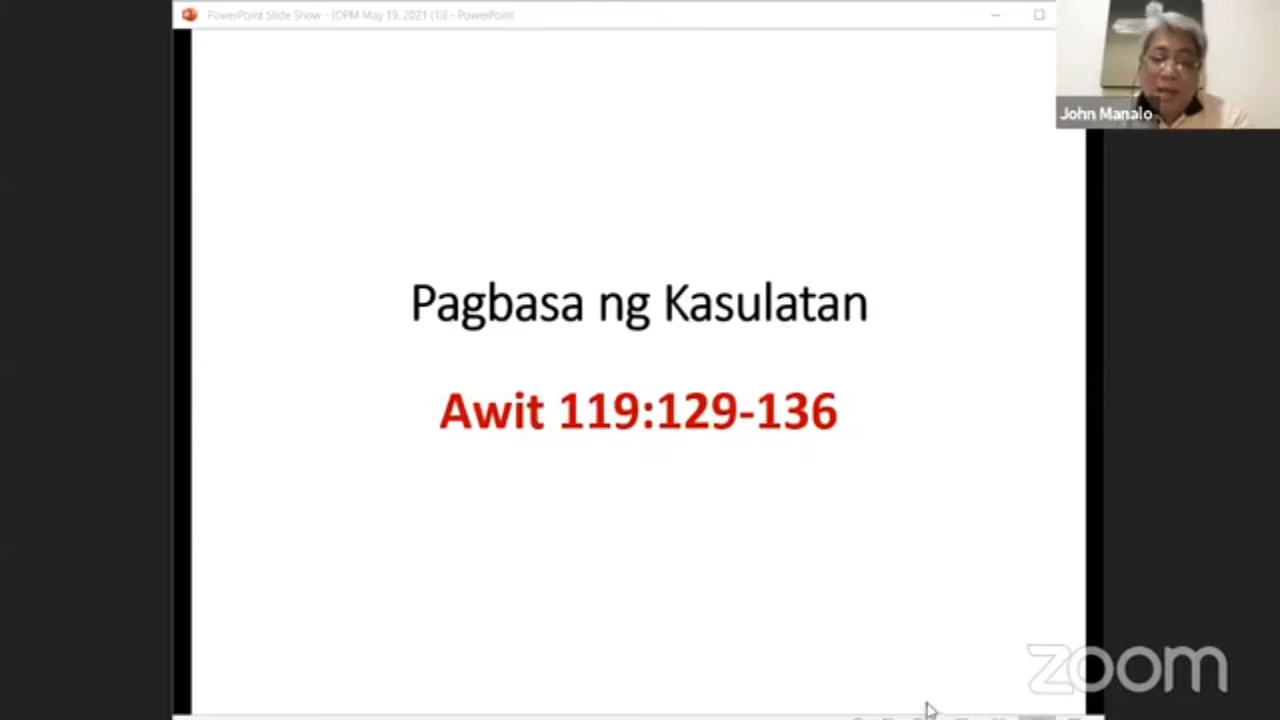 PowerPoint Slide Show - [OPM May 19, 2021 (1)] - PowerPoint
John Manalo
Pagbasa ng Kasulatan
Awit 119:129-136
zoom